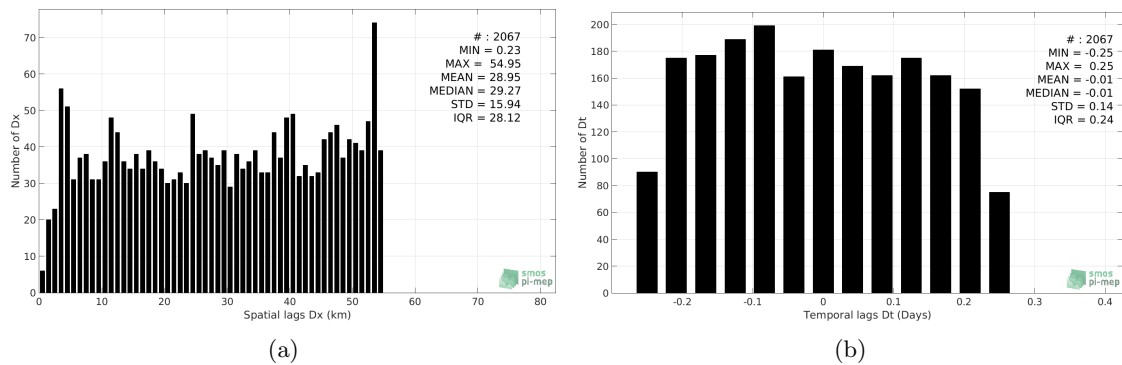 70
60
50
40
30
20
10
0
Number of Dx
# : 2067
MIN = 0.23
MAX = 54.95
MEAN = 28.95
MEDIAN = 29.27
STD = 15.94
IQR = 28.12
smos
pi-mep
0 10 20 30 40 50 60 70 80
Spatial lags Dx (km)
(a)
200
180
160
140
120
100
80
60
40
20
0
Number of Dt
# : 2067
MIN = -0.25
MAX = 0.25
MEAN = -0.01
MEDIAN = -0.01
STD = 0.14
IQR = 0.24
smos
pi-mep
-0.2 -0.1 0 0.1 0.2 0.3 0.4
Temporal lags Dt (Days)
(b)